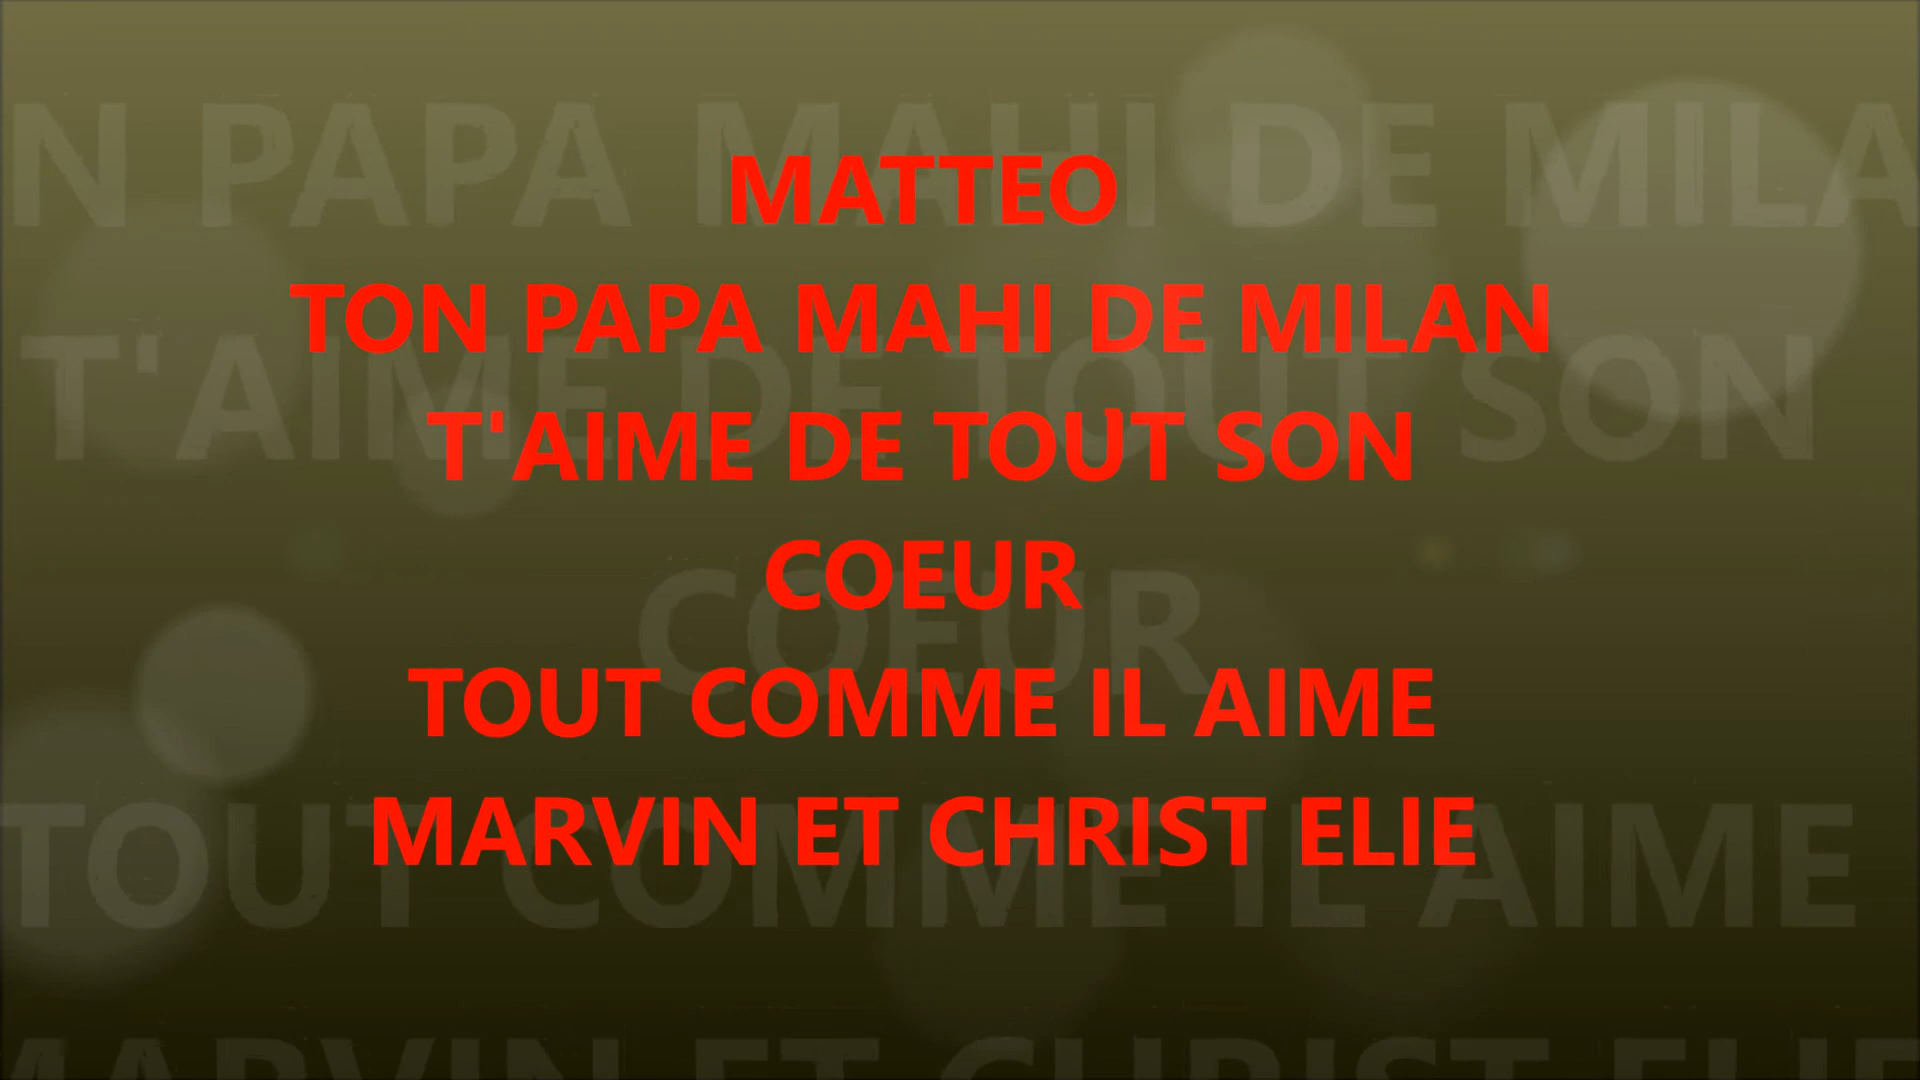 MATTEO
TON PAPA MAHI DE MILAN
T'AIME DE TOUT SON
COEUR
TOUT COMME IL AIME
MARVIN ET CHRIST ELIE